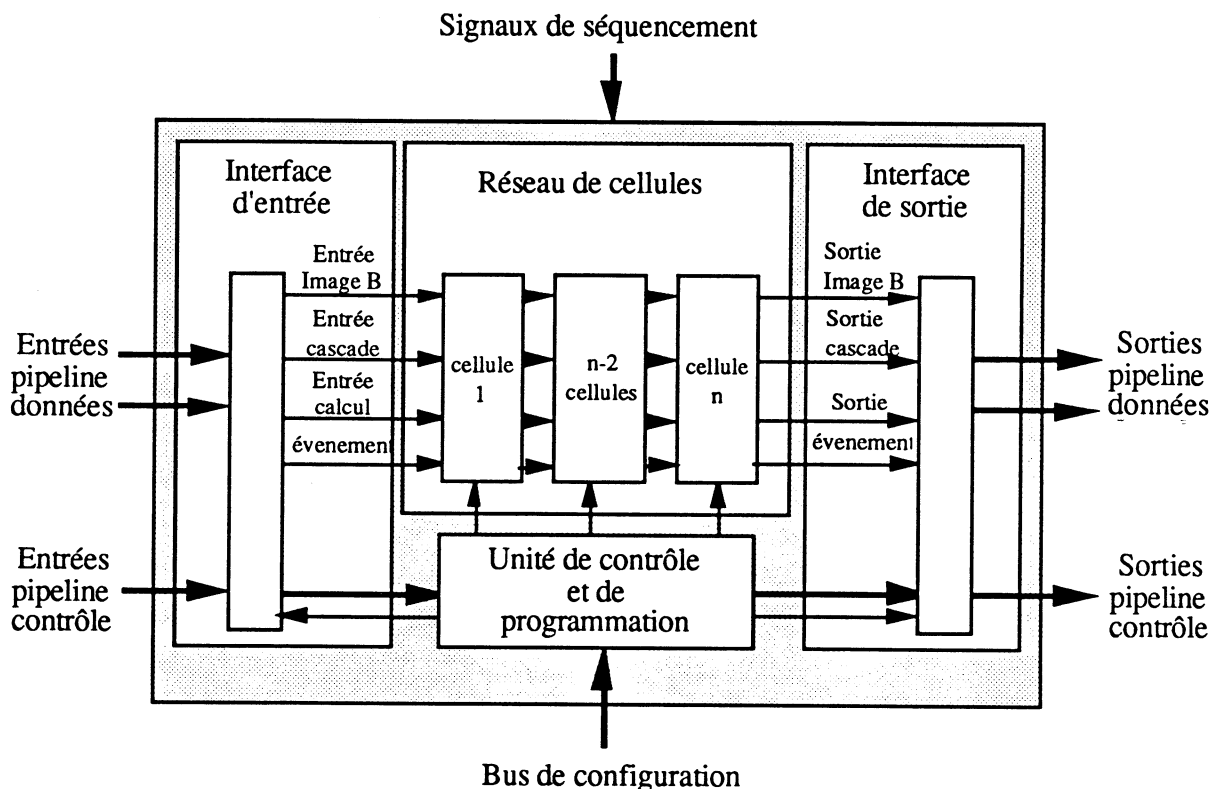 Signaux de séquencement
Interface
d'entrée
Réseau de cellules
Interface
de sortie
Entrée
Image B
Entrée
cascade
Entrée
calcul
évenement
cellule
1
n-2
cellules
cellule
n
Sortie
Image B
Sortie
cascade
Sortie
évenement
Entrées
pipeline
données
Sorties
pipeline
données
Entrées
pipeline
contrôle
Unité de contrôle
et de
programmation
Sorties
pipeline
contrôle
Bus de configuration